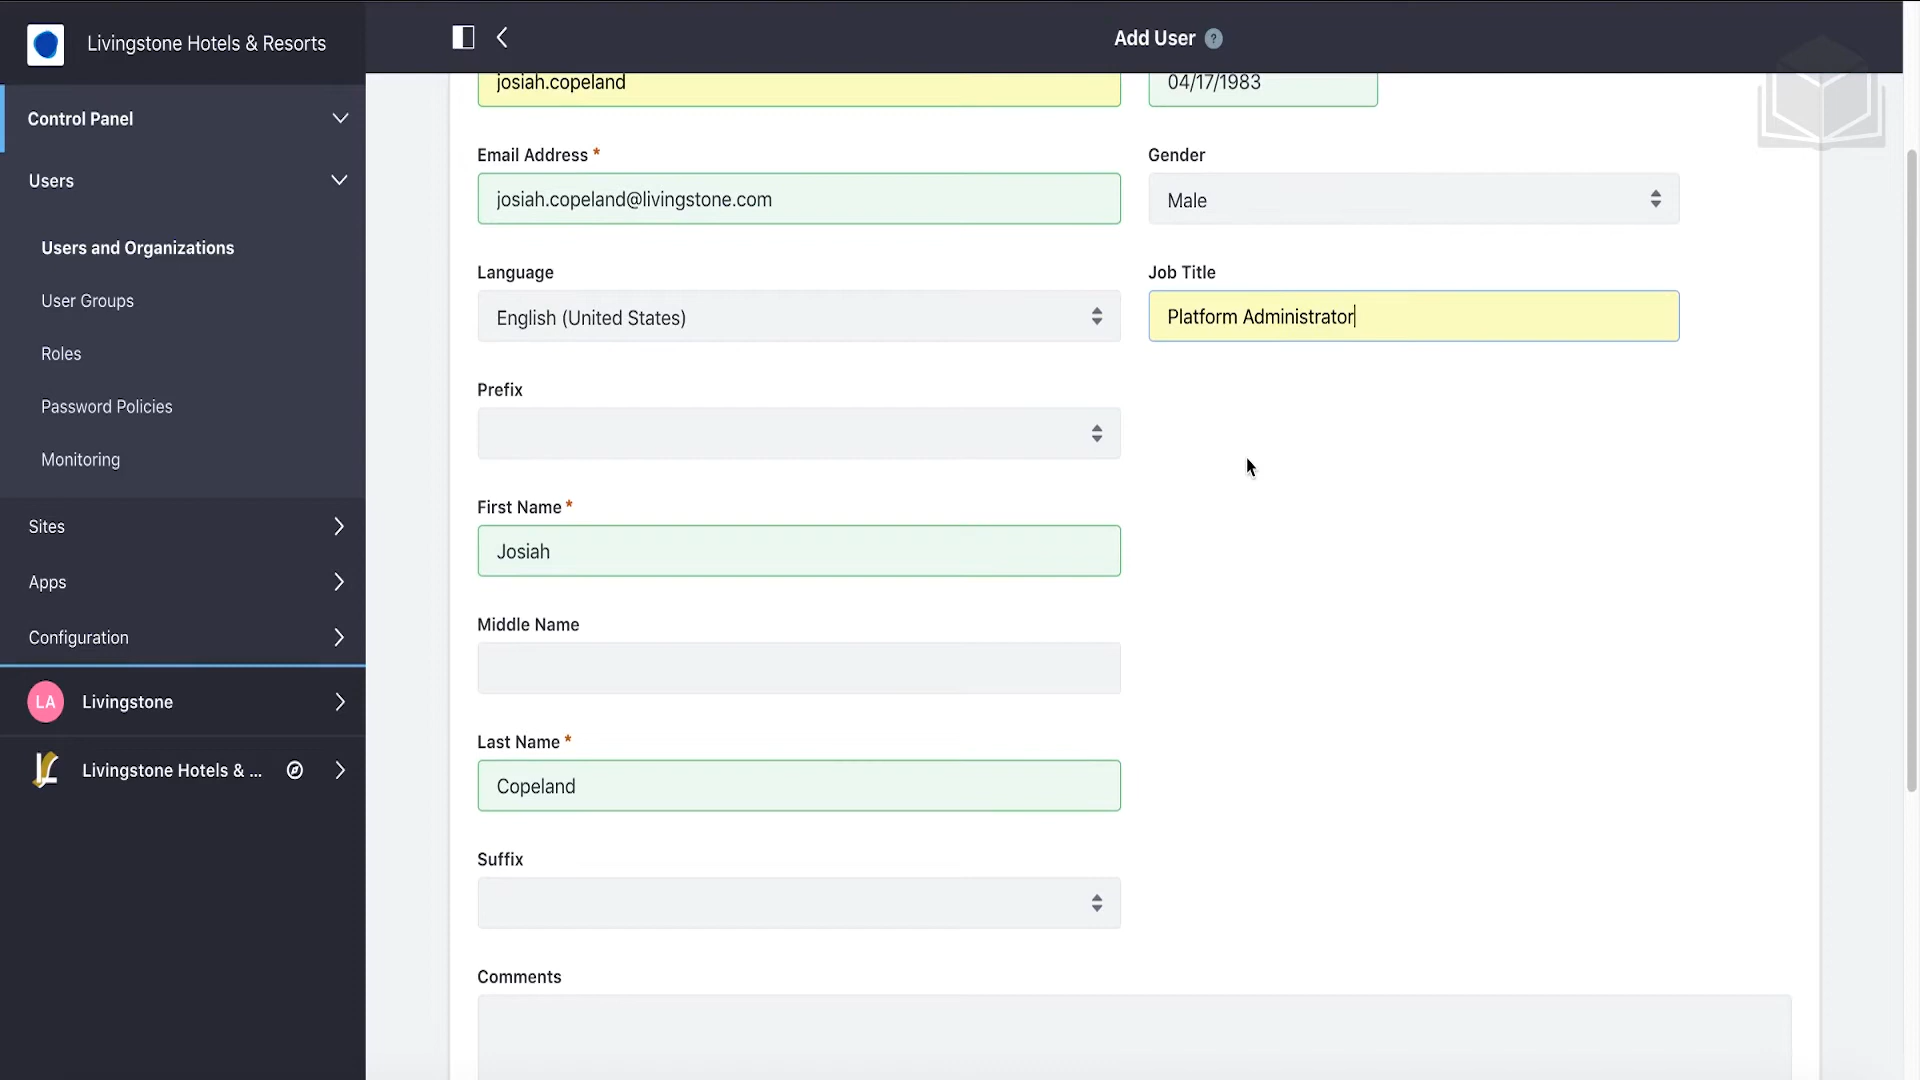 Livingstone Hotels & Resorts
Add User ?
Control Panel
Users
Users and Organizations
User Groups
Roles
Password Policies
Monitoring
Sites
Apps
Configuration
LA Livingstone
Livingstone Hotels & ...
josiah.copeland
04/17/1983
Email Address *
josiah.copeland@livingstone.com
Gender
Male
Language
English (United States)
Job Title
Platform Administrator
Prefix
First Name *
Josiah
Middle Name
Last Name *
Copeland
Suffix
Comments